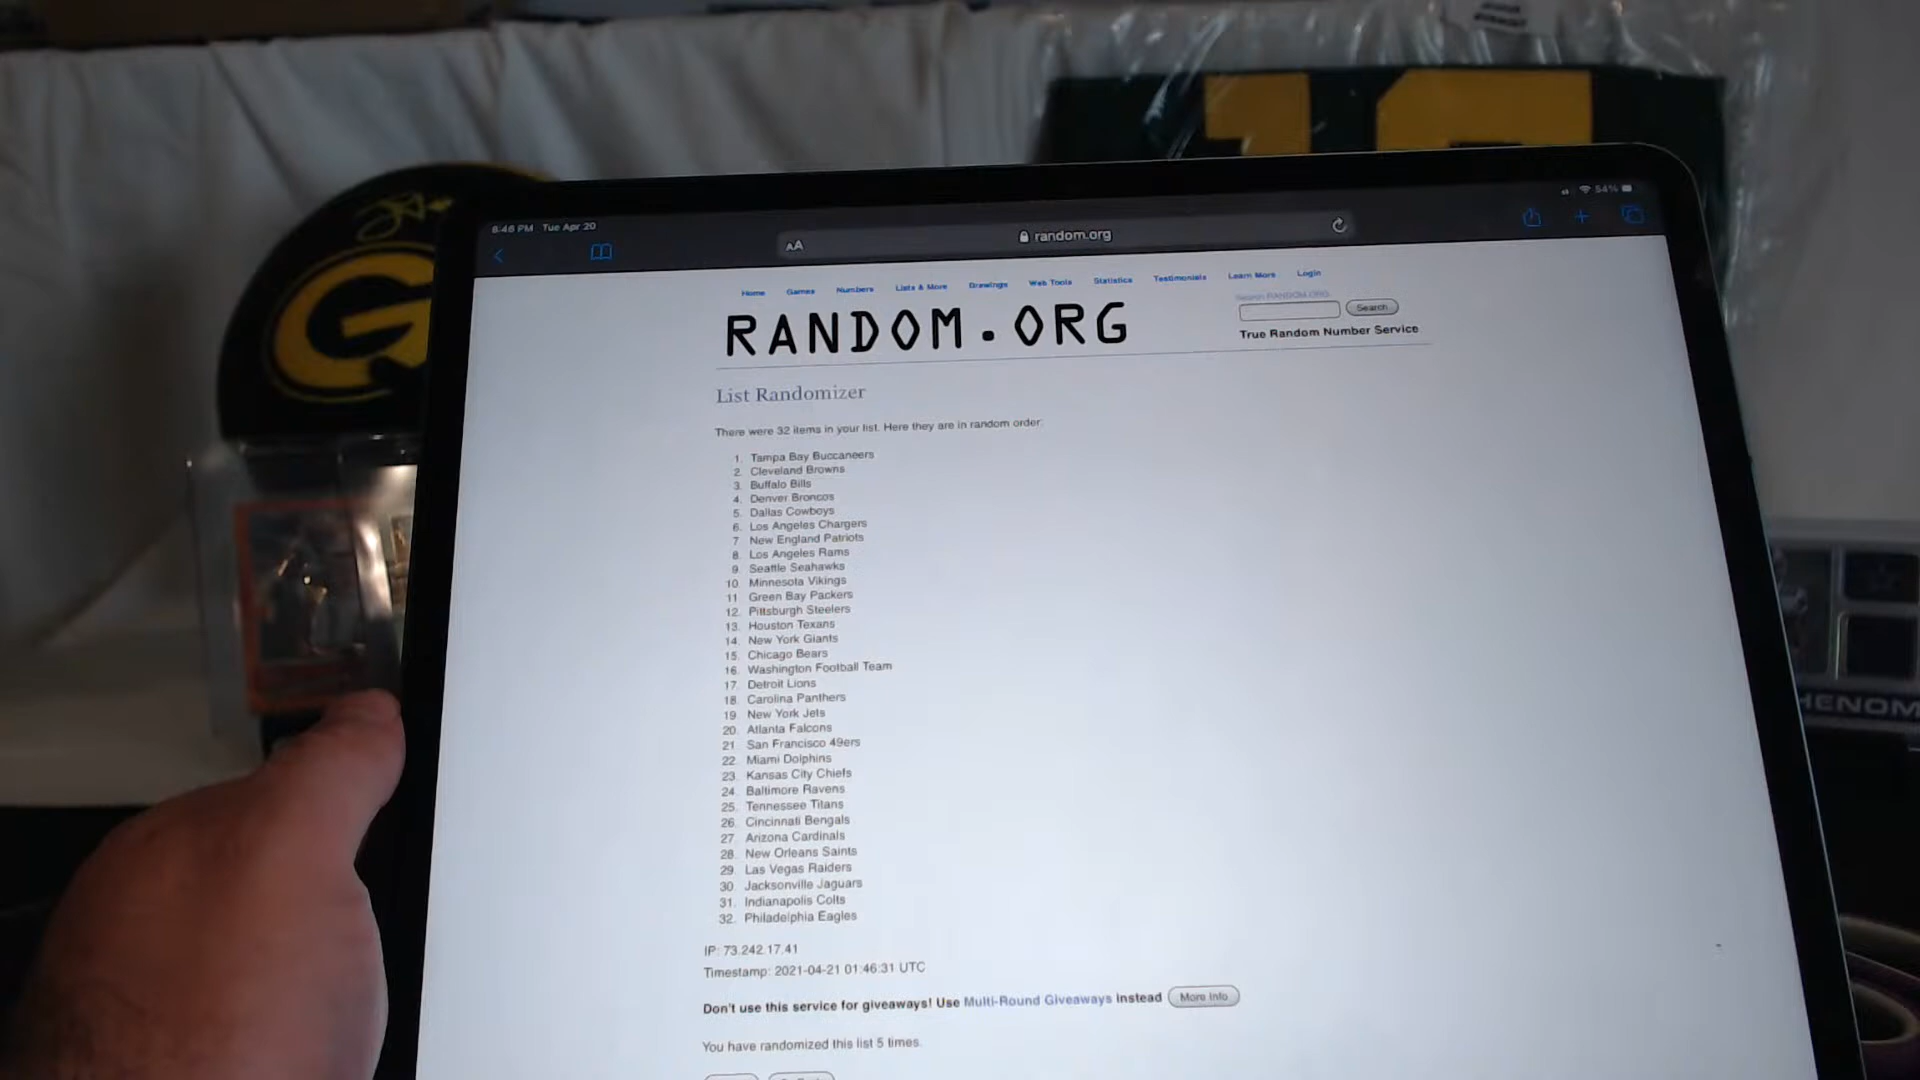 8:46 PM Tue Apr 20
54%
AA
random.org
Home Games Numbers Lists & More Drawings Web Tools Statistics Testimonials Learn More Login
Search RANDOM.ORG
Search
RANDOM.ORG
True Random Number Service
List Randomizer
There were 32 items in your list. Here they are in random order:
1. Tampa Bay Buccaneers
2. Cleveland Browns
3. Buffalo Bills
4. Denver Broncos
5. Dallas Cowboys
6. Los Angeles Chargers
7. New England Patriots
8. Los Angeles Rams
9. Seattle Seahawks
10. Minnesota Vikings
11. Green Bay Packers
12. Pittsburgh Steelers
13. Houston Texans
14. New York Giants
15. Chicago Bears
16. Washington Football Team
17. Detroit Lions
18. Carolina Panthers
19. New York Jets
20. Atlanta Falcons
21. San Francisco 49ers
22. Miami Dolphins
23. Kansas City Chiefs
24. Baltimore Ravens
25. Tennessee Titans
26. Cincinnati Bengals
27. Arizona Cardinals
28. New Orleans Saints
29. Las Vegas Raiders
30. Jacksonville Jaguars
31. Indianapolis Colts
32. Philadelphia Eagles
IP: 73.242.17.41
Timestamp: 2021-04-21 01:46:31 UTC
Don't use this service for giveaways! Use Multi-Round Giveaways instead More Info
You have randomized this list 5 times.
G
HENOM